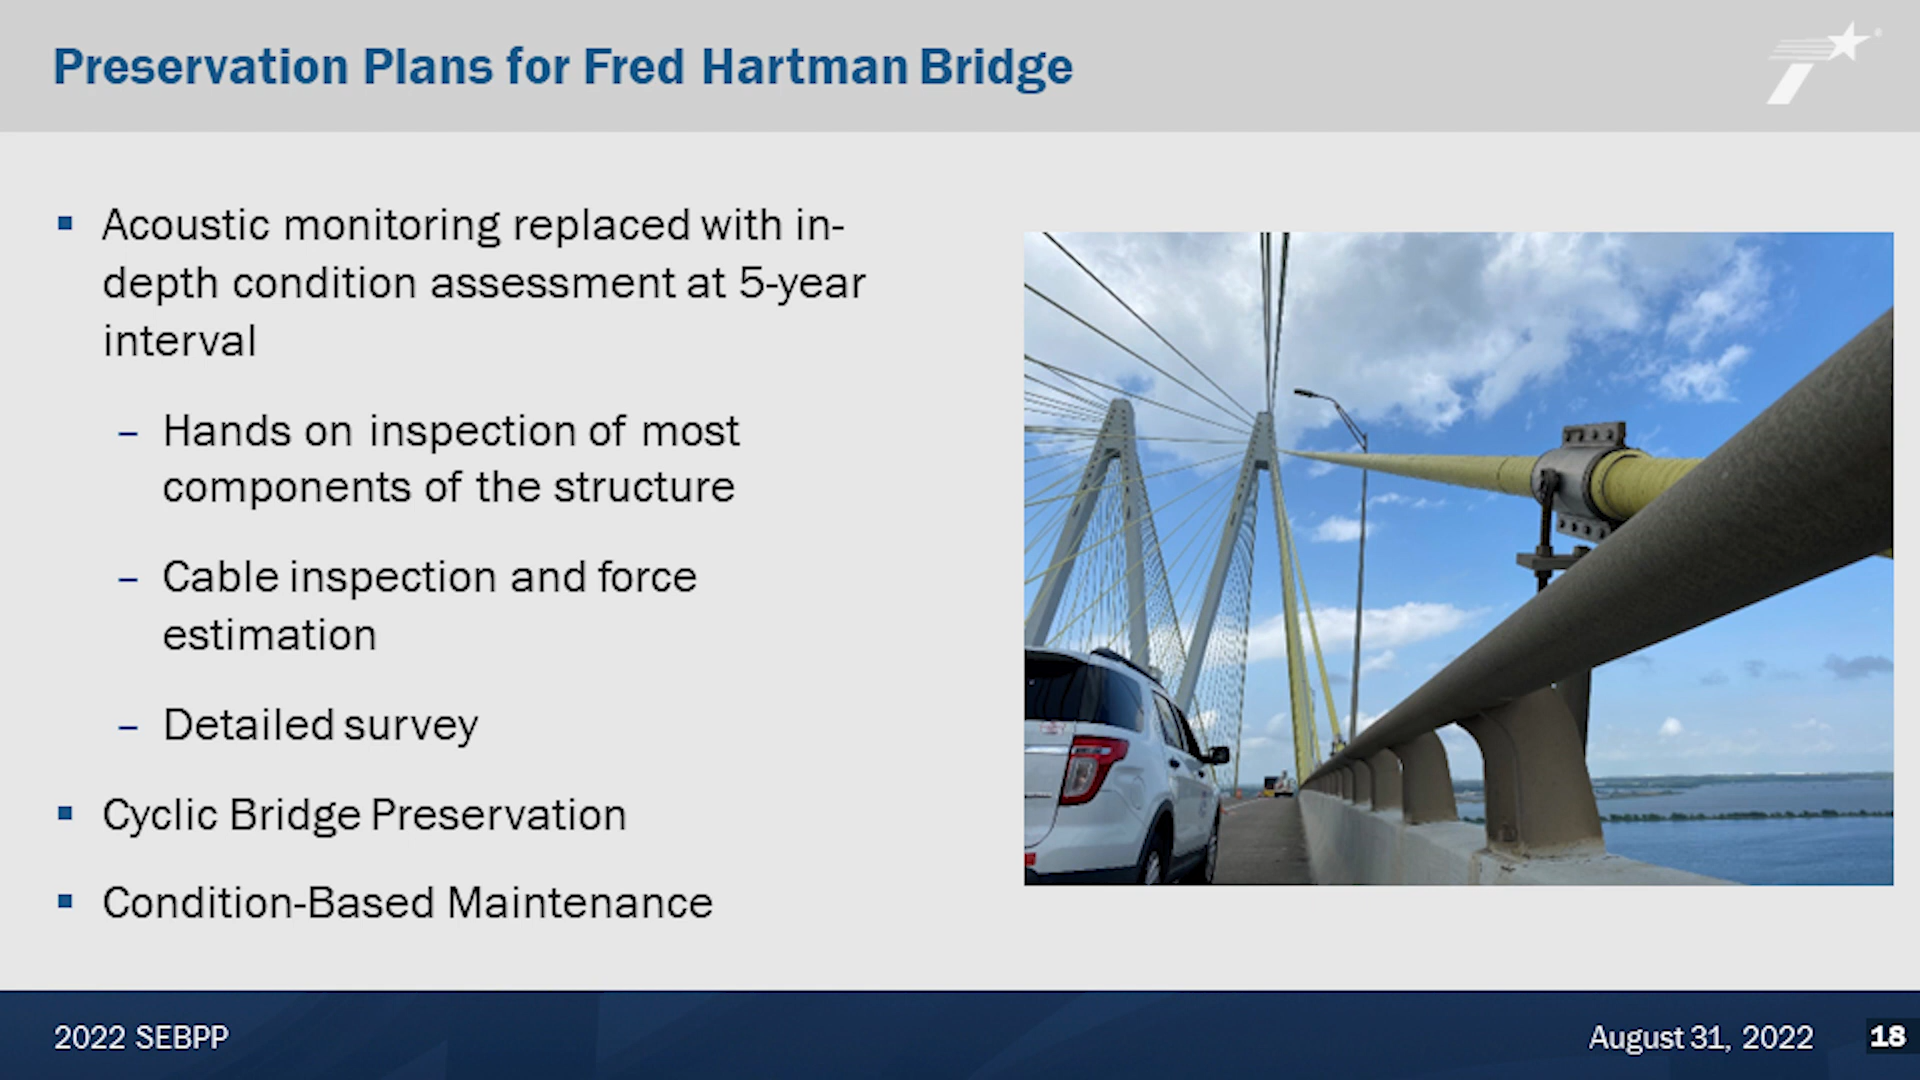 Preservation Plans for Fred Hartman Bridge
Acoustic monitoring replaced with in-
depth condition assessment at 5-year
interval
– Hands on inspection of most
components of the structure
– Cable inspection and force
estimation
– Detailed survey
Cyclic Bridge Preservation
Condition-Based Maintenance
2022 SEBPP
August 31, 2022
18